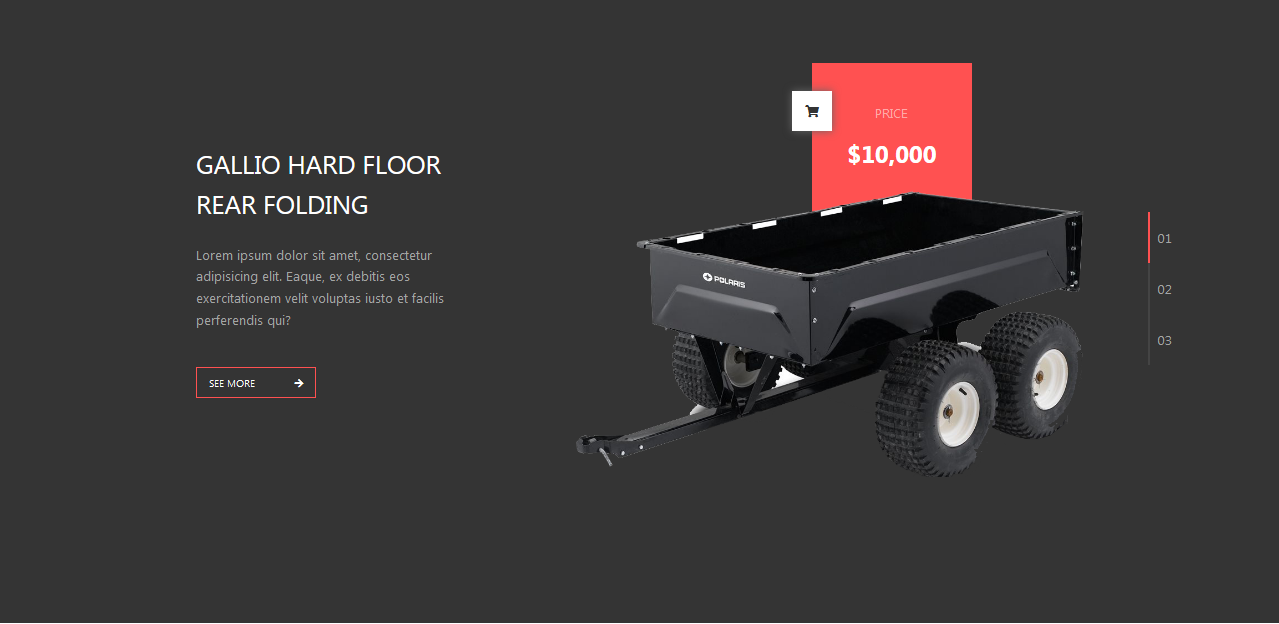 GALLIO HARD FLOOR
REAR FOLDING
Lorem ipsum dolor sit amet, consectetur
adipisicing elit. Eaque, ex debitis eos
exercitationem velit voluptas iusto et facilis
perferendis qui?
SEE MORE
PRICE
$10,000
POLARIS
01
02
03